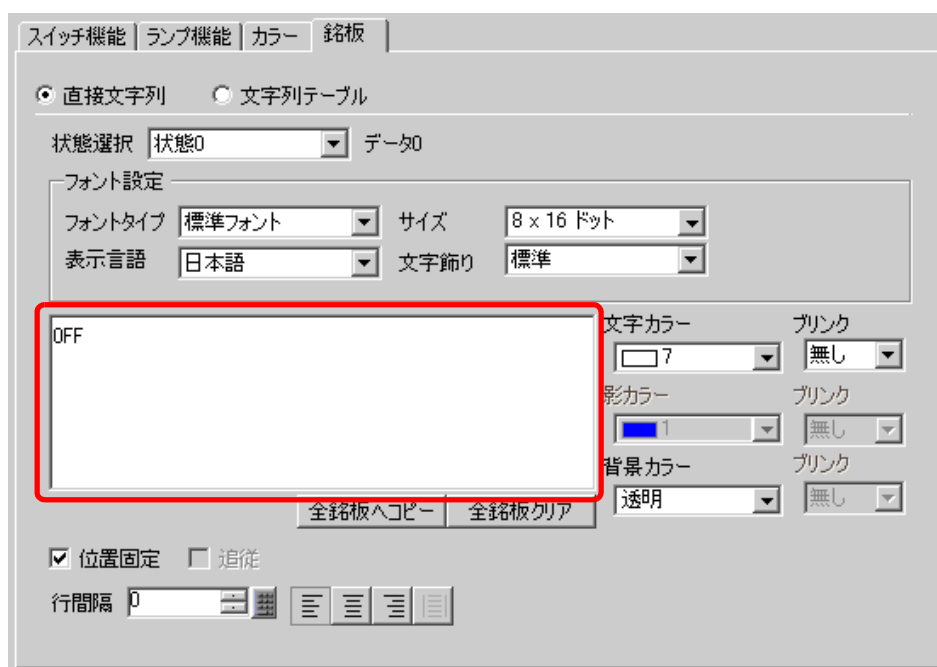 スイッチ機能 ランプ機能 カラー 銘板
直接文字列 文字列テーブル
状態選択 状態0 データ0
フォント設定
フォントタイプ 標準フォント サイズ 8 x 16 ドット
表示言語 日本語 文字飾り 標準
OFF
文字カラー ブリンク
7 無し
影カラー ブリンク
1 無し
背景カラー ブリンク
透明 無し
全銘板へコピー 全銘板クリア
位置固定 追従
行間隔 0